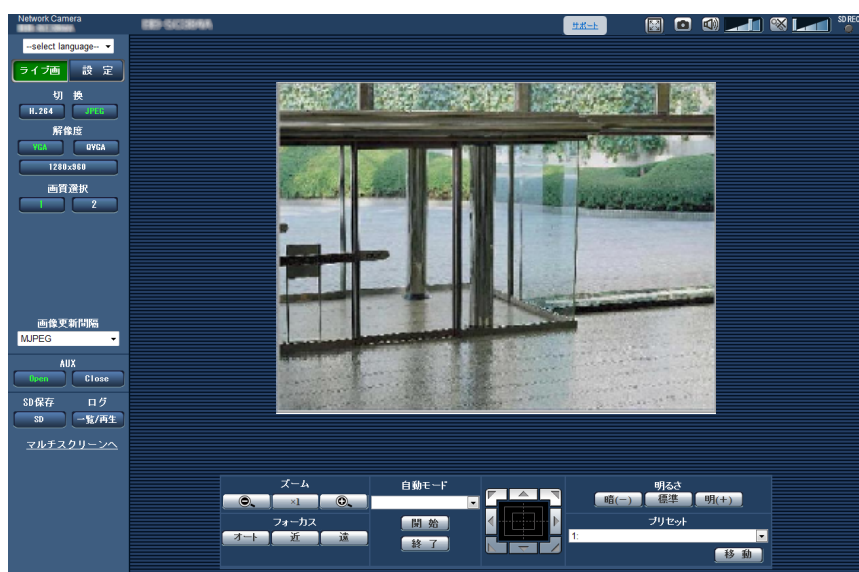 Network Camera
サポート
SD REC
--select language--
ライブ画 設 定
切 換
H.264 JPEG
解像度
VGA QVGA
1280x960
画質選択
1 2
画像更新間隔
MJPEG
AUX
Open Close
SD保存 ログ
SD 一覧/再生
マルチスクリーンへ
ズーム
×1
フォーカス
オート 近 遠
自動モード
開 始
終 了
明るさ
暗(−) 標準 明(+)
プリセット
1:
移 動